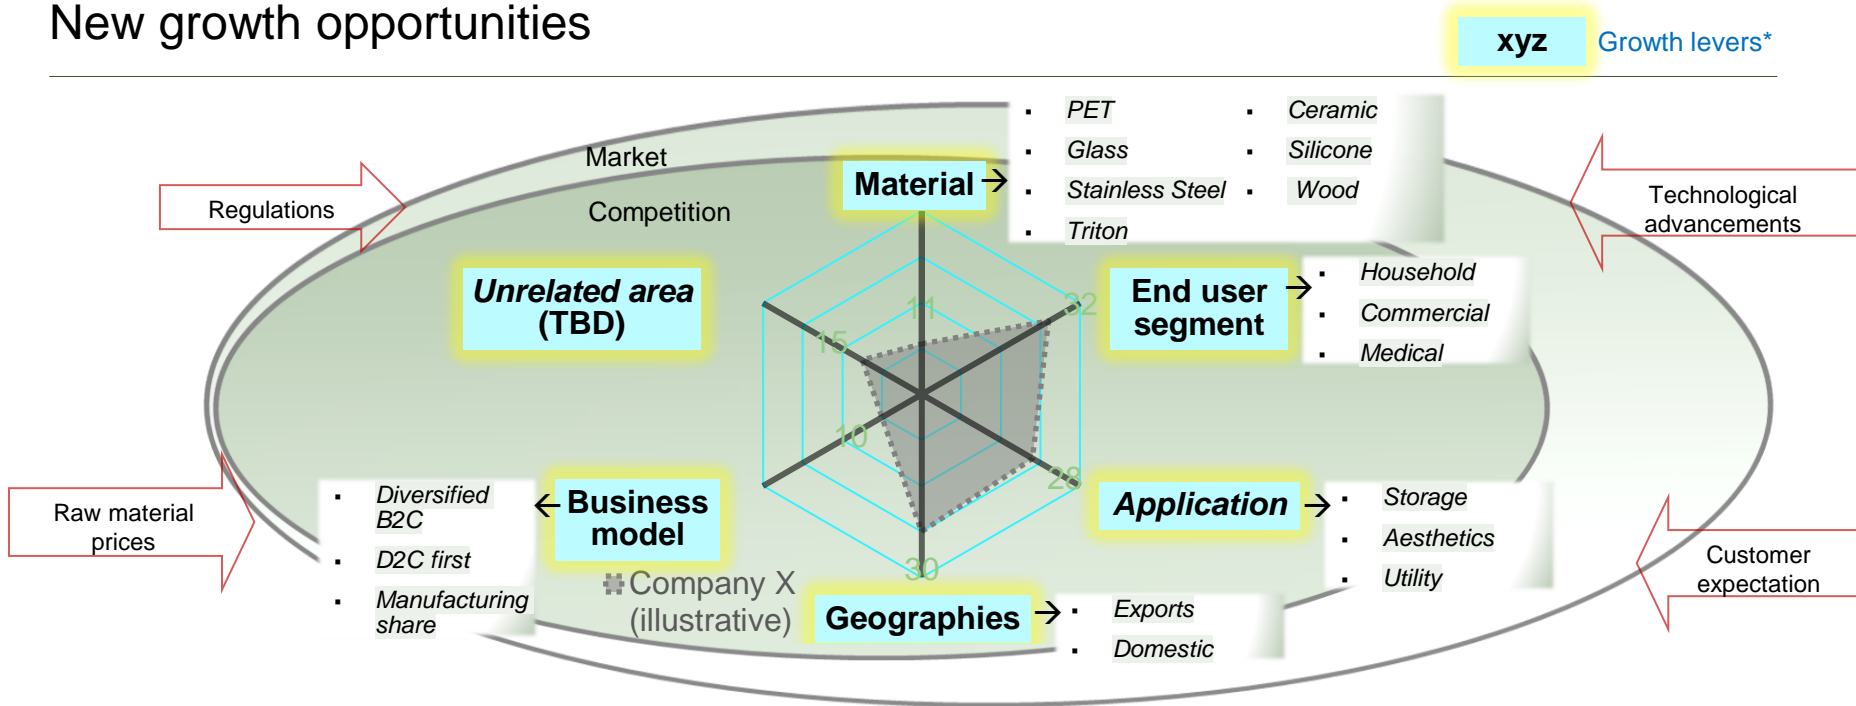 New growth opportunities
xyz
Growth levers*
Market
Competition
Regulations
Technological
advancements
Raw material
prices
Customer
expectation
Material →
▪ PET
▪ Glass
▪ Stainless Steel
▪ Triton
▪ Ceramic
▪ Silicone
▪ Wood
End user
segment →
▪ Household
▪ Commercial
▪ Medical
Application →
▪ Storage
▪ Aesthetics
▪ Utility
Geographies →
▪ Exports
▪ Domestic
← Business
model
▪ Diversified
B2C
▪ D2C first
▪ Manufacturing
share
Unrelated area
(TBD)
11
32
28
30
10
15
Company X
(illustrative)